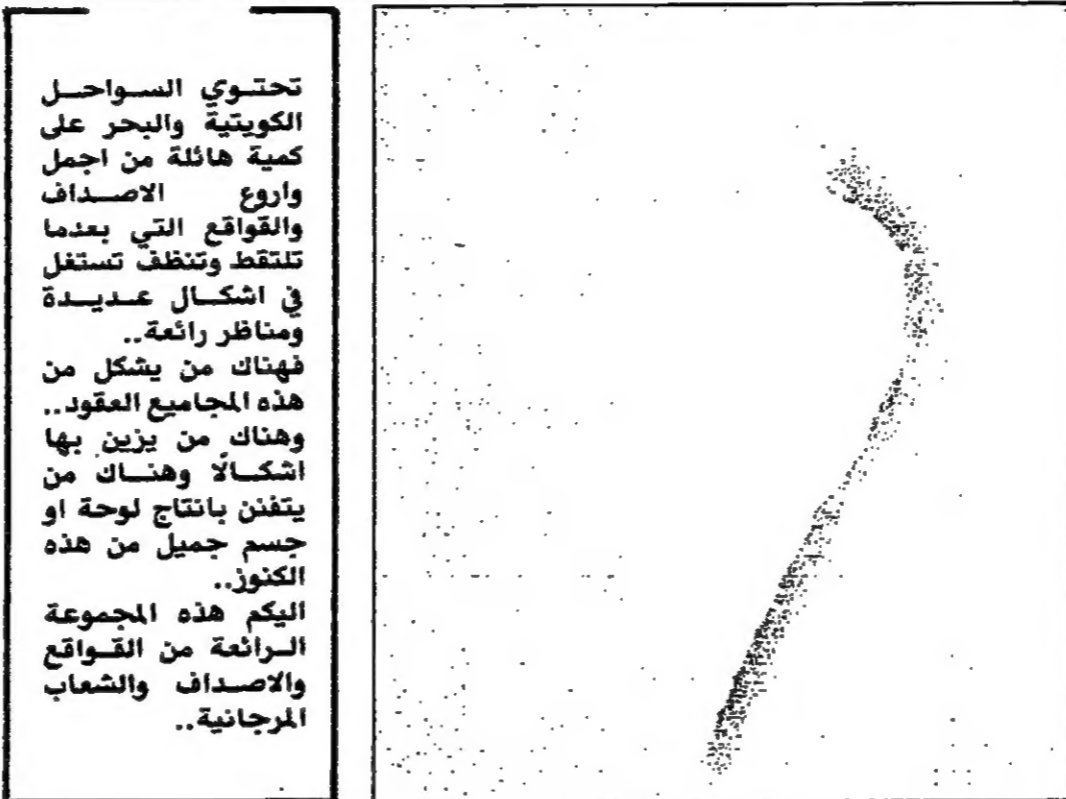 تحتوي السواحل
الكويتية والبحر على
كمية هائلة من اجمل
واروع الاصداف
والقواقع التي بعدما
تلتقط وتنظف تستغل
في اشكال عديدة
ومناظر رائعة..
فهناك من يشكل من
هذه المجاميع العقود..
وهناك من يزين بها
اشكالًا وهناك من
يتفنن بانتاج لوحة او
جسم جميل من هذه
الكنوز..
اليكم هذه المجموعة
الرائعة من القواقع
والاصداف والشعاب
المرجانية..